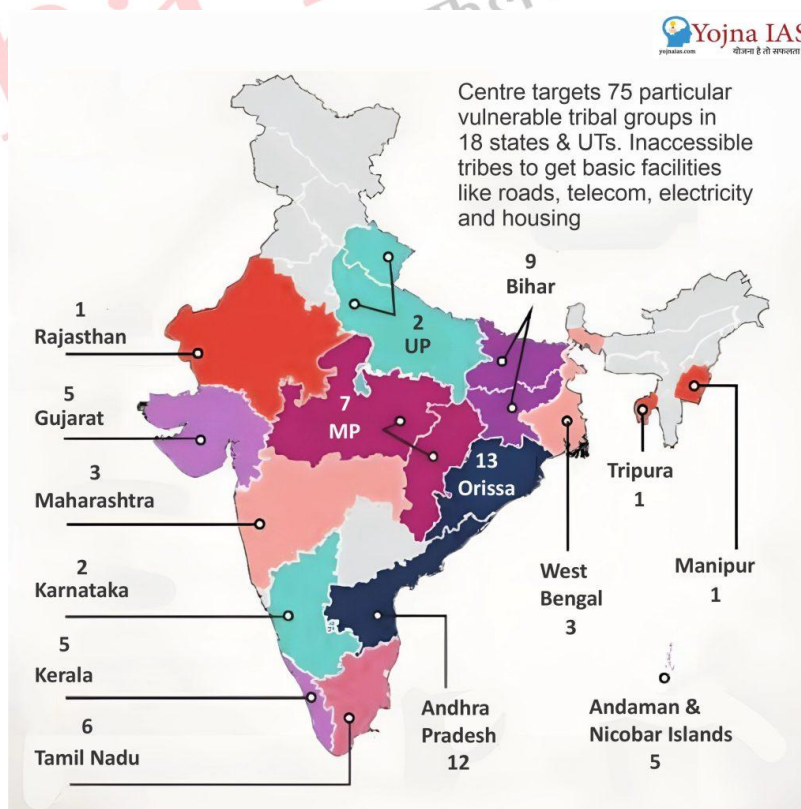 Yojna IAS
yojnaias.com
योजना है तो सफलता
Centre targets 75 particular
vulnerable tribal groups in
18 states & UTs. Inaccessible
tribes to get basic facilities
like roads, telecom, electricity
and housing
9
Bihar
1
Rajasthan
2
UP
5
Gujarat
7
MP
13
Orissa
3
Maharashtra
Tripura
1
2
Karnataka
West
Bengal
3
Manipur
1
5
Kerala
Andhra
Pradesh
12
Andaman &
Nicobar Islands
5
6
Tamil Nadu